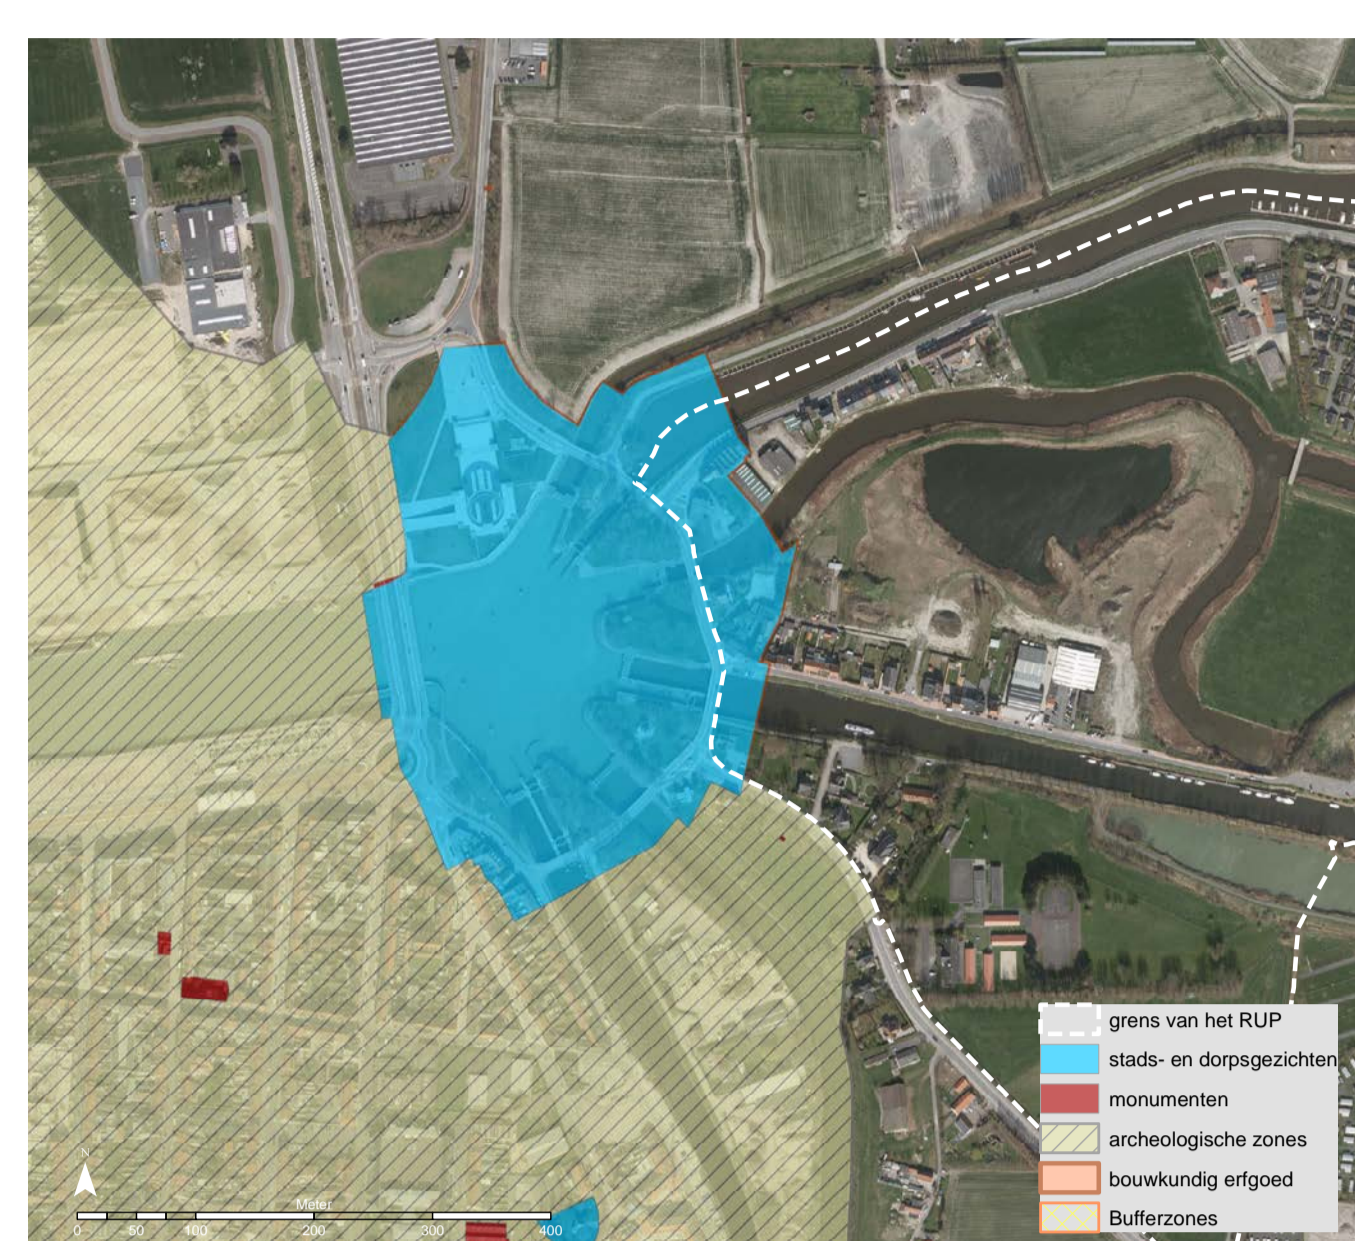 grens van het RUP
stads- en dorpsgezichten
monumenten
archeologische zones
bouwkundig erfgoed
Bufferzones
N
Meter
0 50 100 200 300 400